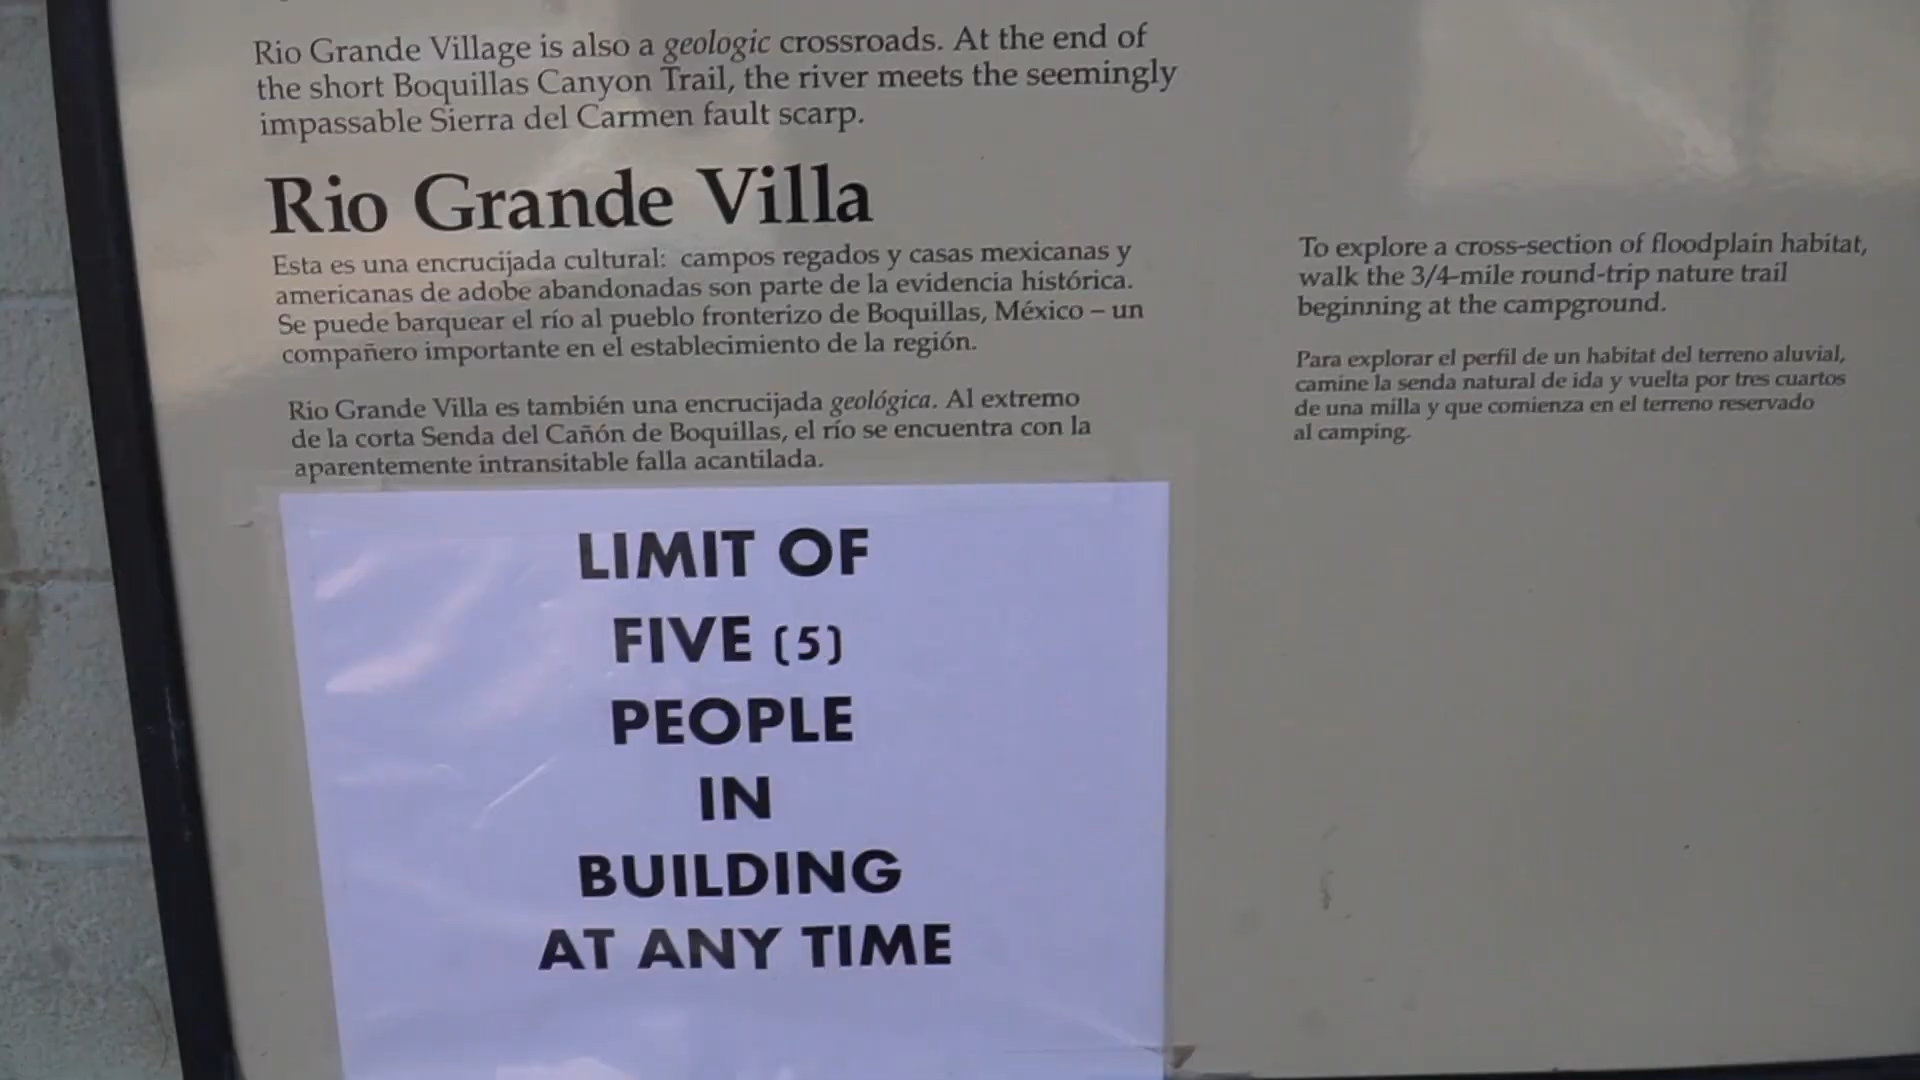 Rio Grande Village is also a geologic crossroads. At the end of
the short Boquillas Canyon Trail, the river meets the seemingly
impassable Sierra del Carmen fault scarp.
Rio Grande Villa
Esta es una encrucijada cultural: campos regados y casas mexicanas y
americanas de adobe abandonadas son parte de la evidencia histórica.
Se puede barquear el río al pueblo fronterizo de Boquillas, México – un
compañero importante en el establecimiento de la región.
Rio Grande Villa es también una encrucijada geológica. Al extremo
de la corta Senda del Cañón de Boquillas, el río se encuentra con la
aparentemente intransitable falla acantilada.
To explore a cross-section of floodplain habitat,
walk the 3/4-mile round-trip nature trail
beginning at the campground.
Para explorar el perfil de un habitat del terreno aluvial,
camine la senda natural de ida y vuelta por tres cuartos
de una milla y que comienza en el terreno reservado
al camping.
LIMIT OF
FIVE (5)
PEOPLE
IN
BUILDING
AT ANY TIME